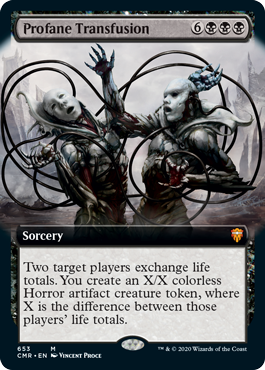 Profane Transfusion 6
Sorcery
Two target players exchange life
totals. You create an X/X colorless
Horror artifact creature token, where
X is the difference between those
players' life totals.
653 M
CMR • EN Vincent Proce
™ & © 2020 Wizards of the Coast